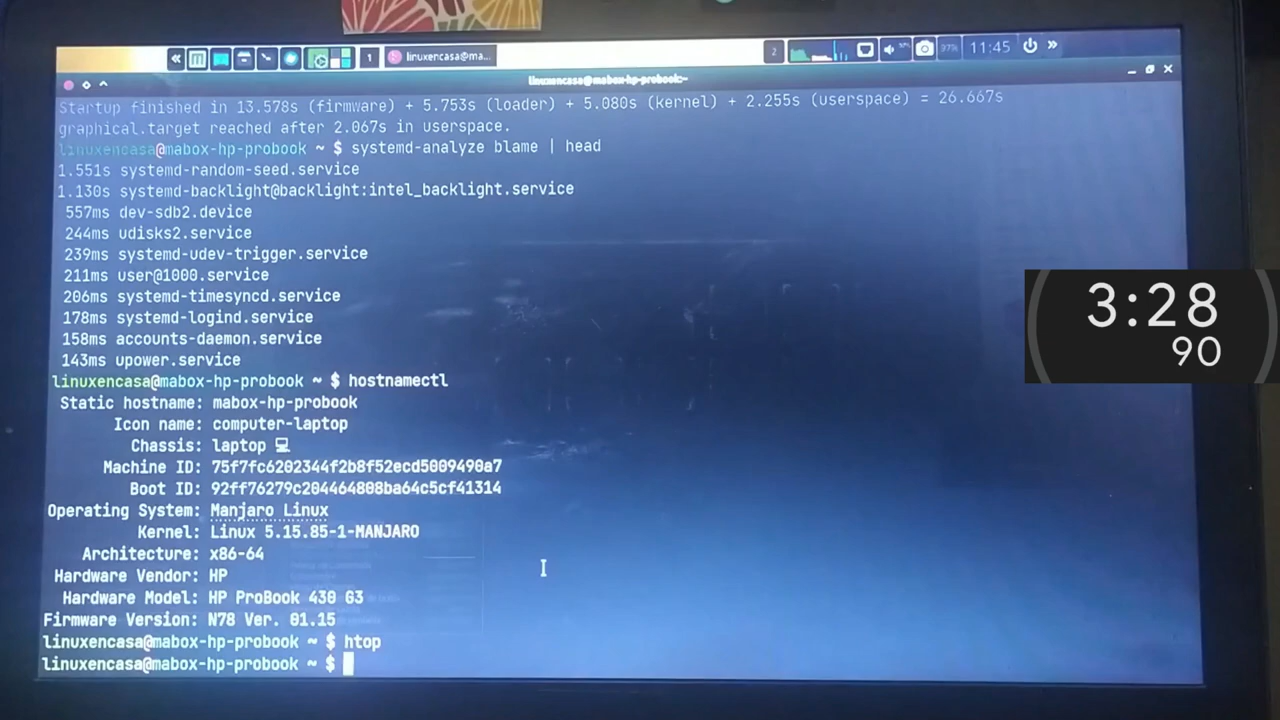 1
linuxencasa@ma...
2
97%
11:45
linuxencasa@mabox-hp-probook:~
Startup finished in 13.578s (firmware) + 5.753s (loader) + 5.080s (kernel) + 2.255s (userspace) = 26.667s
graphical.target reached after 2.067s in userspace.
linuxencasa@mabox-hp-probook ~ $ systemd-analyze blame | head
1.551s systemd-random-seed.service
1.130s systemd-backlight@backlight:intel_backlight.service
557ms dev-sdb2.device
244ms udisks2.service
239ms systemd-udev-trigger.service
211ms user@1000.service
206ms systemd-timesyncd.service
178ms systemd-logind.service
158ms accounts-daemon.service
143ms upower.service
linuxencasa@mabox-hp-probook ~ $ hostnamectl
Static hostname: mabox-hp-probook
Icon name: computer-laptop
Chassis: laptop 💻
Machine ID: 75f7fc6202344f2b8f52ecd5009490a7
Boot ID: 92ff76279c204464808ba64c5cf41314
Operating System: Manjaro Linux
Kernel: Linux 5.15.85-1-MANJARO
Architecture: x86-64
Hardware Vendor: HP
Hardware Model: HP ProBook 430 G3
Firmware Version: N78 Ver. 01.15
linuxencasa@mabox-hp-probook ~ $ htop
linuxencasa@mabox-hp-probook ~ $
3:28
90